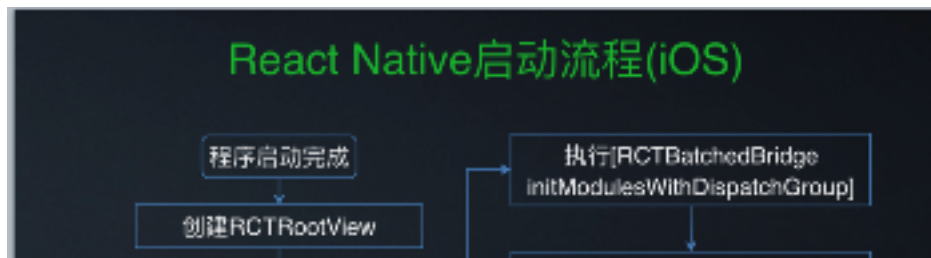 React Native启动流程(iOS)
程序启动完成
创建RCTRootView
执行[RCTBatchedBridge
initModulesWithDispatchGroup]